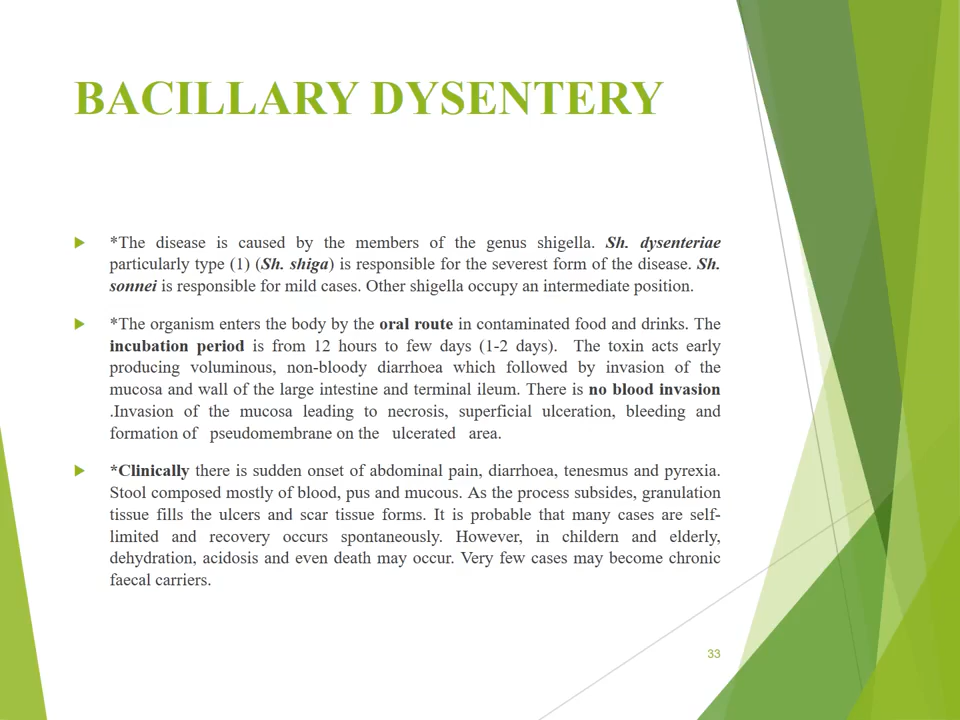 BACILLARY DYSENTERY
*The disease is caused by the members of the genus shigella. Sh. dysenteriae
particularly type (1) (Sh. shiga) is responsible for the severest form of the disease. Sh.
sonnei is responsible for mild cases. Other shigella occupy an intermediate position.
*The organism enters the body by the oral route in contaminated food and drinks. The
incubation period is from 12 hours to few days (1-2 days). The toxin acts early
producing voluminous, non-bloody diarrhoea which followed by invasion of the
mucosa and wall of the large intestine and terminal ileum. There is no blood invasion
.Invasion of the mucosa leading to necrosis, superficial ulceration, bleeding and
formation of pseudomembrane on the ulcerated area.
*Clinically there is sudden onset of abdominal pain, diarrhoea, tenesmus and pyrexia.
Stool composed mostly of blood, pus and mucous. As the process subsides, granulation
tissue fills the ulcers and scar tissue forms. It is probable that many cases are self-
limited and recovery occurs spontaneously. However, in childern and elderly,
dehydration, acidosis and even death may occur. Very few cases may become chronic
faecal carriers.
33